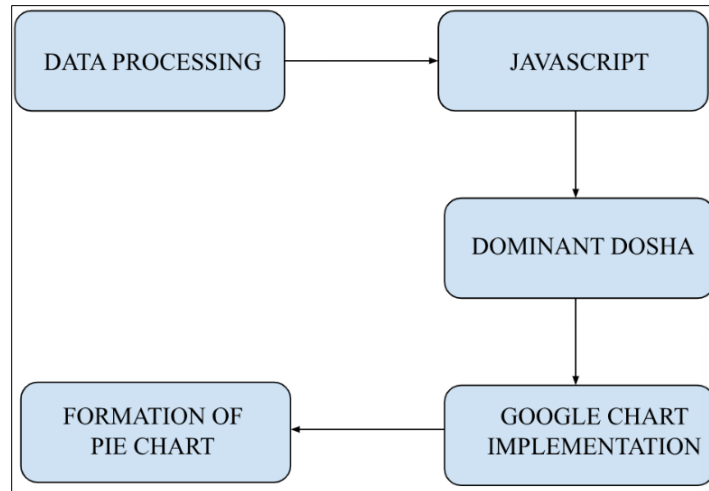 DATA PROCESSING
JAVASCRIPT
DOMINANT DOSHA
GOOGLE CHART
IMPLEMENTATION
FORMATION OF
PIE CHART